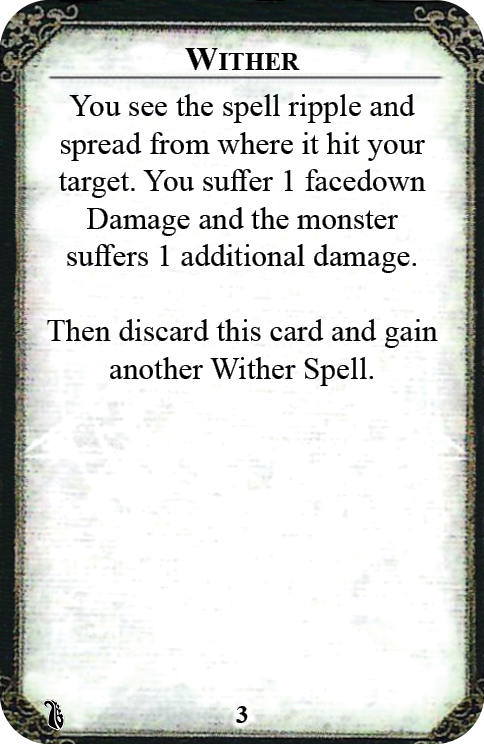 WITHER
You see the spell ripple and
spread from where it hit your
target. You suffer 1 facedown
Damage and the monster
suffers 1 additional damage.
Then discard this card and gain
another Wither Spell.
3